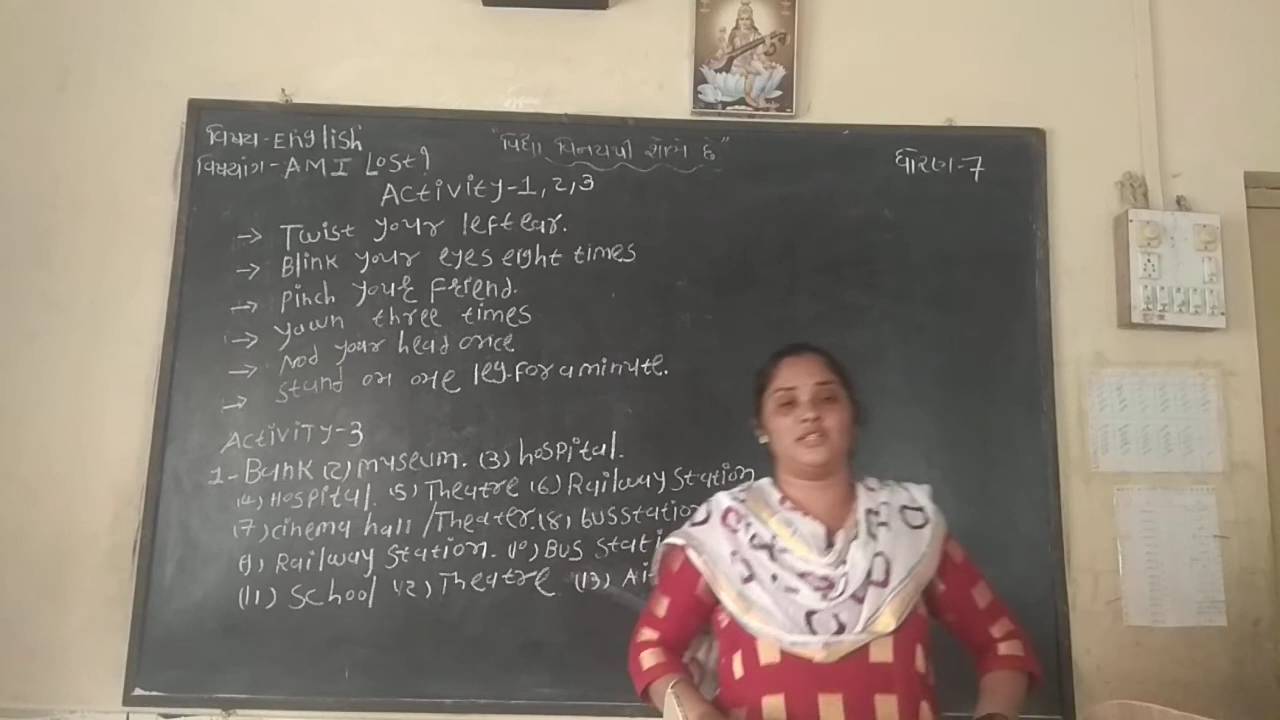 વિષય-English
"વિદ્યા વિનયથી શોભે છે"
ધોરણ-7
વિષયાંગ-AM I Lost?
Activity-1,2,3
→ Twist your left ear.
→ Blink your eyes eight times
→ Pinch your friend.
→ yawn three times
→ Nod your head once
→ Stand on one leg for a minute.
Activity-3
1-Bank (2) museum. (3) hospital.
(4) Hospital. (5) Theatre (6) Railway Station
(7) cinema hall /Theater. (8) bus station
(9) Railway Station. (10) Bus Stati
(11) School (12) Theatre (13) Ai